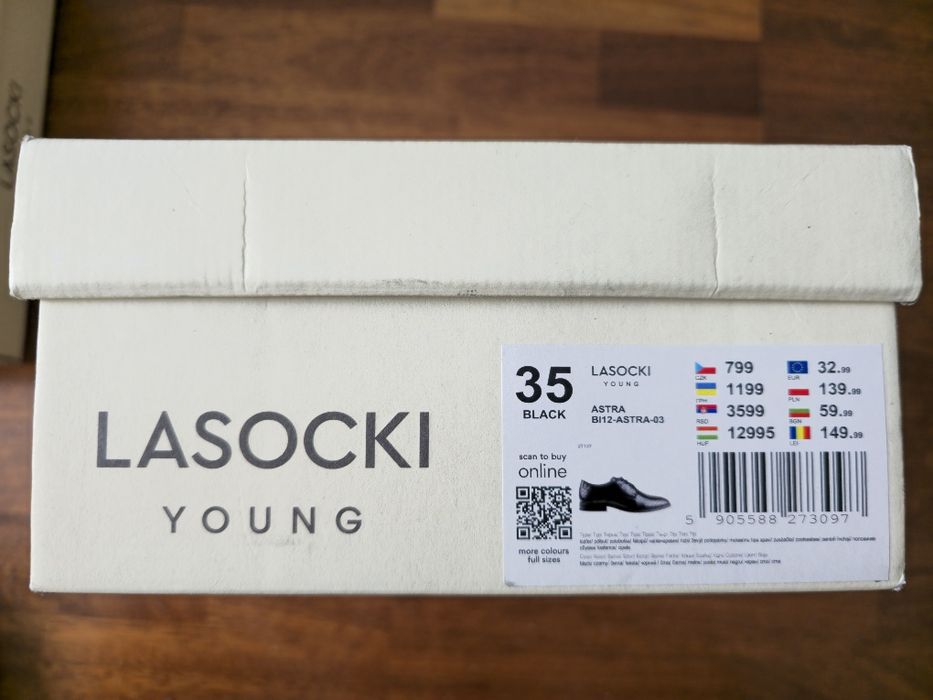 LASOCKI
LASOCKI
YOUNG
35
BLACK
LASOCKI
YOUNG
ASTRA
BI12-ASTRA-03
CZK 799
1199
RSD 3599
HUF 12995
EUR 32.99
PLN 139.99
BGN 59.99
LEI 149.99
scan to buy
online
more colours
full sizes
5 905588 273097